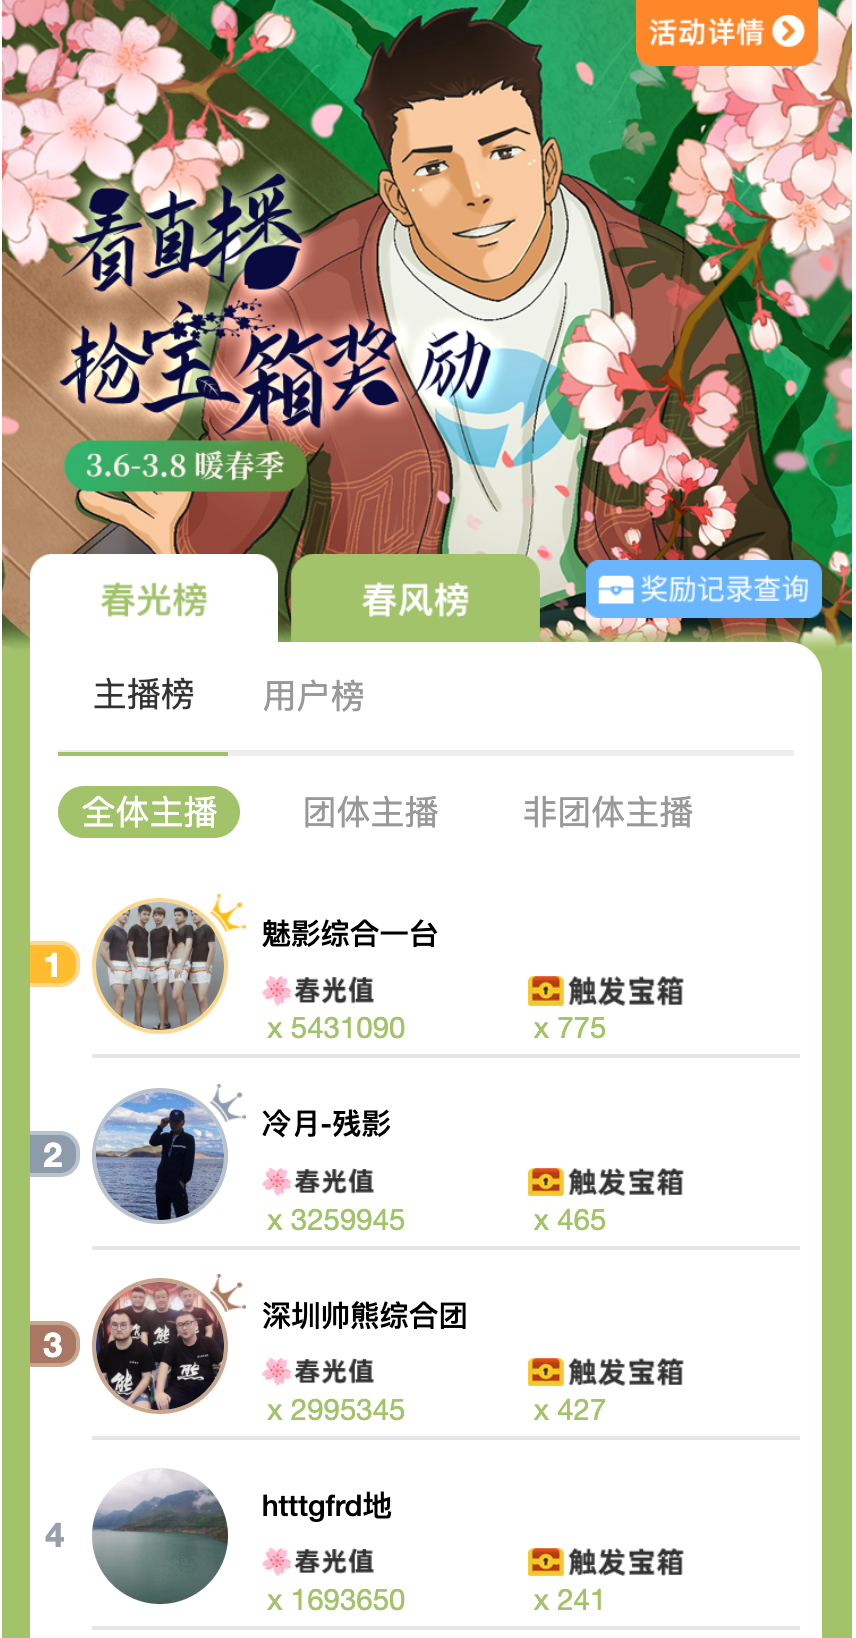 活动详情
看直播
抢宝箱奖励
3.6-3.8 暖春季
春光榜 春风榜 奖励记录查询
主播榜 用户榜
全体主播 团体主播 非团体主播
1 魅影综合一台
春光值 触发宝箱
x 5431090 x 775
2 冷月-残影
春光值 触发宝箱
x 3259945 x 465
3 深圳帅熊综合团
春光值 触发宝箱
x 2995345 x 427
熊 熊 熊
4 htttgfrd地
春光值 触发宝箱
x 1693650 x 241